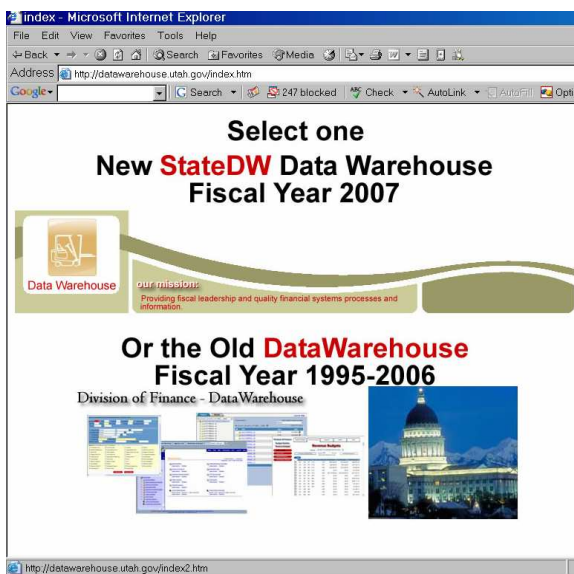 index - Microsoft Internet Explorer
File Edit View Favorites Tools Help
Back Search Favorites Media
Address http://datawarehouse.utah.gov/index.htm
Google Search 247 blocked ABC Check AutoLink AutoFill Opti
Select one
New StateDW Data Warehouse
Fiscal Year 2007
Data Warehouse
our mission:
Providing fiscal leadership and quality financial systems processes and
information.
Or the Old DataWarehouse
Fiscal Year 1995-2006
Division of Finance - DataWarehouse
Revenue Budgets
http://datawarehouse.utah.gov/index2.htm